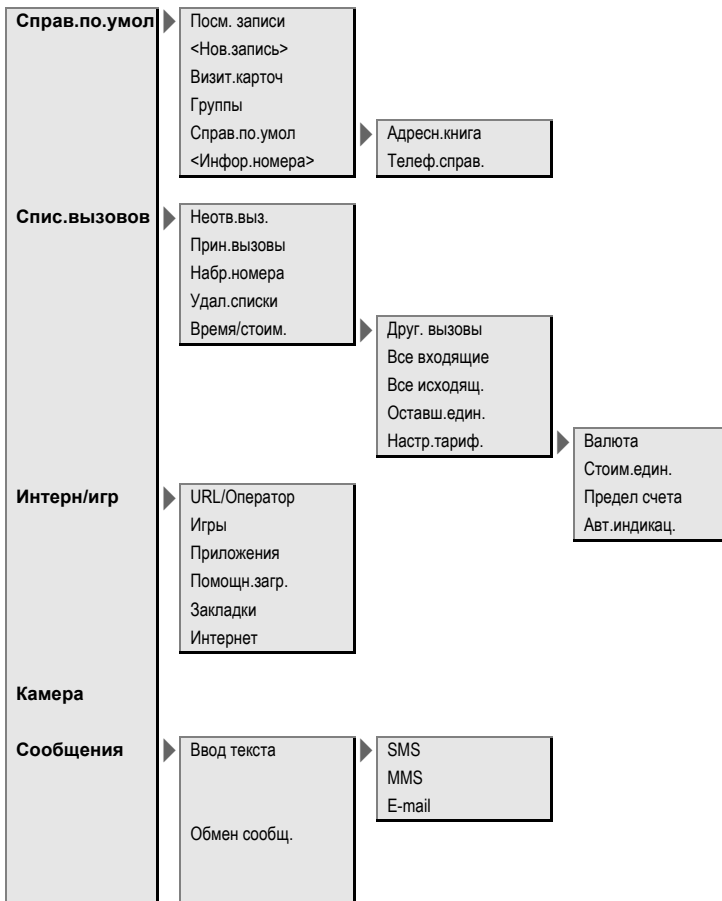 Справ.по.умол
Посм. записи
<Нов.запись>
Визит.карточ
Группы
Справ.по.умол
Адресн.книга
<Инфор.номера>
Телеф.справ.
Спис.вызовов
Неотв.выз.
Прин.вызовы
Набр.номера
Удал.списки
Время/стоим.
Друг. вызовы
Все входящие
Все исходящ.
Оставш.един.
Настр.тариф.
Валюта
Стоим.един.
Предел счета
Авт.индикац.
Интерн/игр
URL/Оператор
Игры
Приложения
Помощн.загр.
Закладки
Интернет
Камера
Сообщения
Ввод текста
SMS
MMS
E-mail
Обмен сообщ.